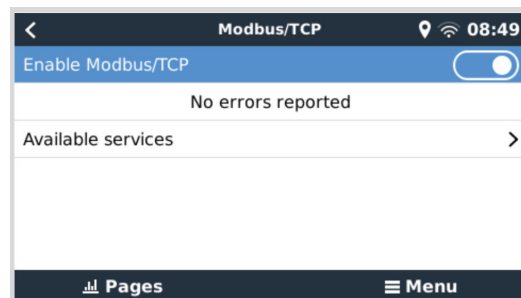 Modbus/TCP 08:49
Enable Modbus/TCP
No errors reported
Available services
Pages Menu